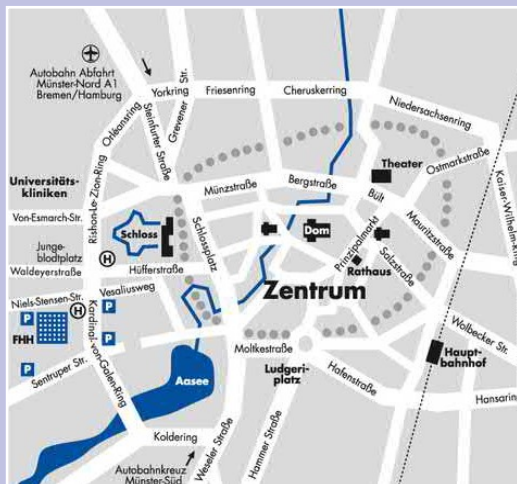 Autobahn Abfahrt
Münster-Nord A1
Bremen/Hamburg
Yorkring
Friesenring
Cheruskerring
Niedersachsenring
Orléansring
Steinfurter Straße
Grevener Str.
Theater
Ostmarkstraße
Kaiser-Wilhelm-Ring
Universitäts-
kliniken
Rishon-Le-Zion-Ring
Münzstraße
Bergstraße
Bült
Von-Esmarch-Str.
Schloss
Schlossplatz
Dom
Prinzipalmarkt
Mauritzstraße
Junge-
blodtplatz
H
Waldeyerstraße
Hüfferstraße
Rathaus
Salzstraße
Zentrum
Niels-Stensen-Str.
Vesaliusweg
P
H
P
FHH
Kardinal-von-Galen-Ring
P
P
Wolbecker Str.
Sentruper Str.
Moltkestraße
Haupt-
bahnhof
Aasee
Ludgeri-
platz
Hafenstraße
Hansarin
Koldering
Weseler Straße
Hammer Straße
Autobahnkreuz
Münster-Süd